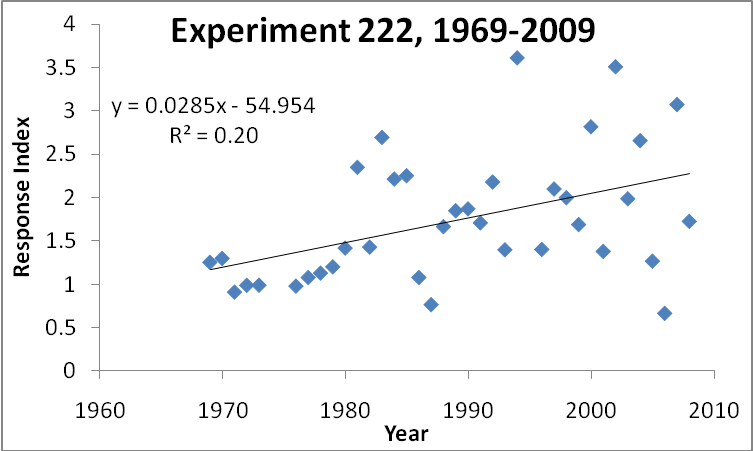 Experiment 222, 1969-2009
y = 0.0285x - 54.954
R² = 0.20
Response Index
4
3.5
3
2.5
2
1.5
1
0.5
0
1960 1970 1980 1990 2000 2010
Year